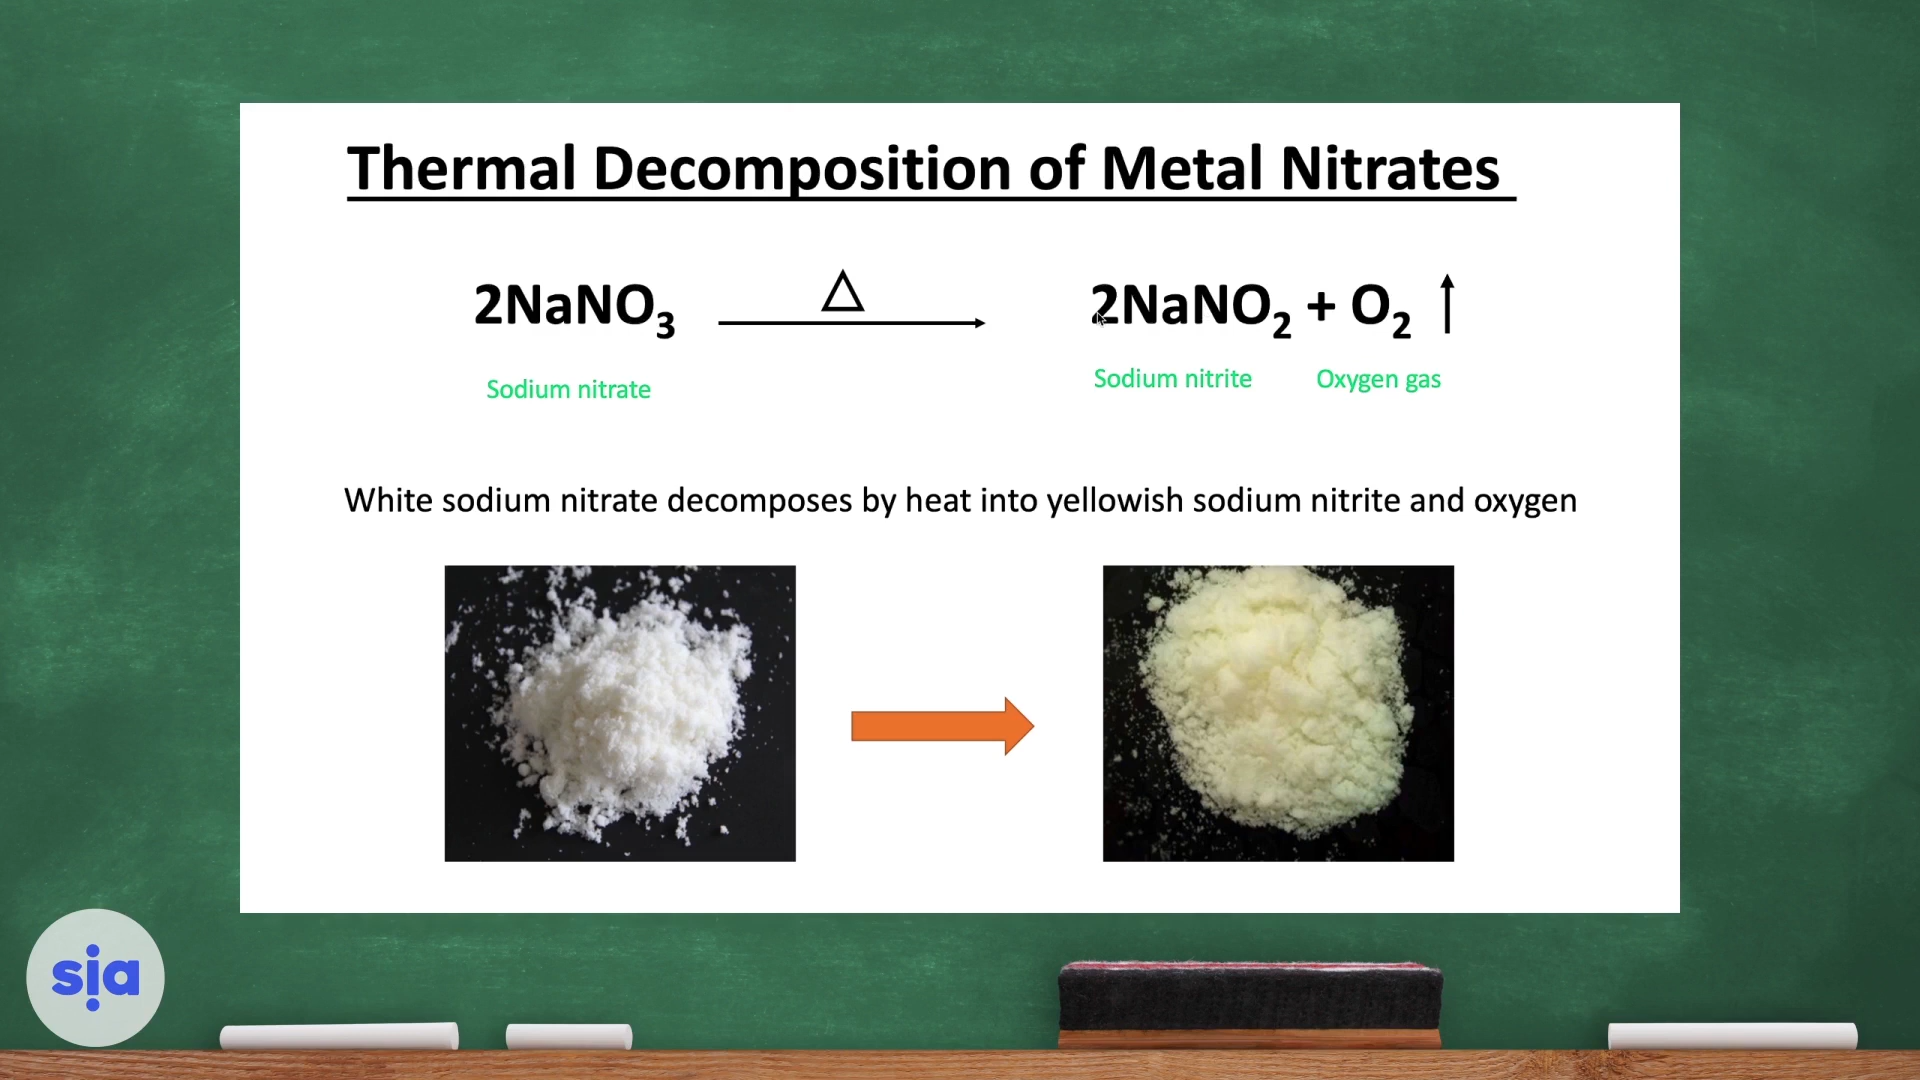 Thermal Decomposition of Metal Nitrates
2NaNO₃ △ → 2NaNO₂ + O₂ ↑
Sodium nitrate Sodium nitrite Oxygen gas
White sodium nitrate decomposes by heat into yellowish sodium nitrite and oxygen
sia